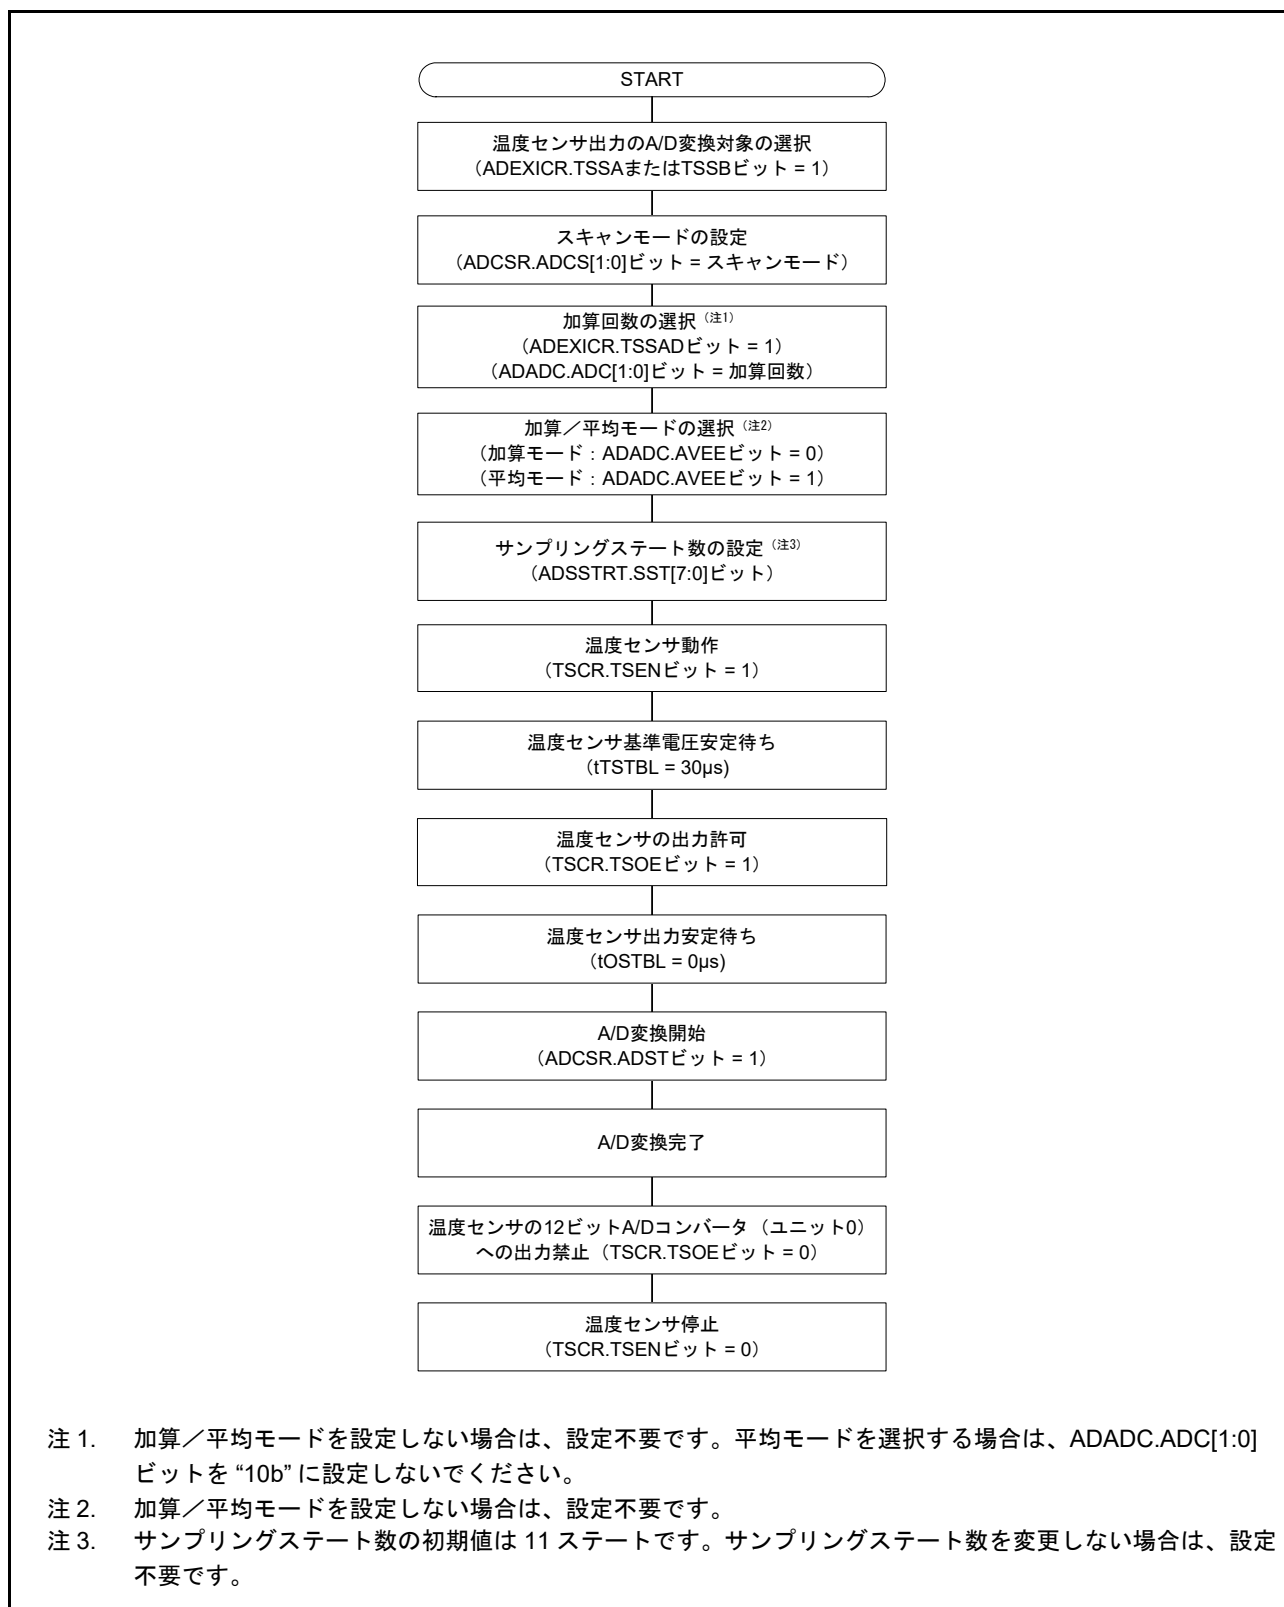 START
温度センサ出力のA/D変換対象の選択
（ADEXICR.TSSAまたはTSSBビット = 1）
スキャンモードの設定
（ADCSR.ADCS[1:0]ビット = スキャンモード）
加算回数の選択（注1）
（ADEXICR.TSSADビット = 1）
（ADADC.ADC[1:0]ビット = 加算回数）
加算／平均モードの選択（注2）
（加算モード：ADADC.AVEEビット = 0）
（平均モード：ADADC.AVEEビット = 1）
サンプリングステート数の設定（注3）
（ADSSTRT.SST[7:0]ビット）
温度センサ動作
（TSCR.TSENビット = 1）
温度センサ基準電圧安定待ち
（tTSTBL = 30μs)
温度センサの出力許可
（TSCR.TSOEビット = 1）
温度センサ出力安定待ち
（tOSTBL = 0μs)
A/D変換開始
（ADCSR.ADSTビット = 1）
A/D変換完了
温度センサの12ビットA/Dコンバータ（ユニット0）
への出力禁止（TSCR.TSOEビット = 0）
温度センサ停止
（TSCR.TSENビット = 0）
注 1. 加算／平均モードを設定しない場合は、設定不要です。平均モードを選択する場合は、ADADC.ADC[1:0]
ビットを “10b” に設定しないでください。
注 2. 加算／平均モードを設定しない場合は、設定不要です。
注 3. サンプリングステート数の初期値は 11 ステートです。サンプリングステート数を変更しない場合は、設定
不要です。